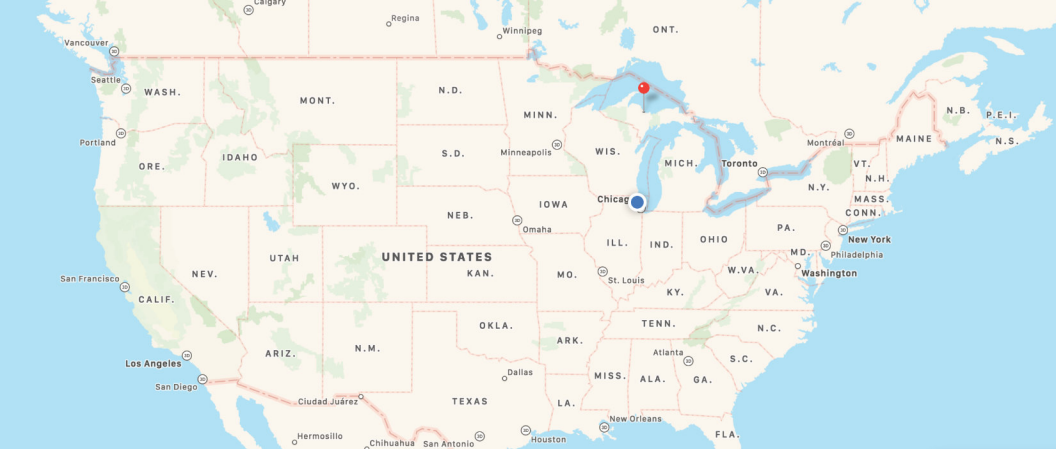 Calgary
Regina
Winnipeg
ONT.
Vancouver
Seattle
WASH.
MONT.
N.D.
MINN.
N.B.
P.E.I.
Portland
ORE.
IDAHO
S.D.
Minneapolis
WIS.
MICH.
Toronto
Montréal
MAINE
N.S.
VT.
N.H.
WYO.
N.Y.
MASS.
CONN.
NEB.
IOWA
Chicag
Omaha
ILL.
IND.
OHIO
PA.
New York
Philadelphia
MD.
Washington
San Francisco
NEV.
UTAH
UNITED STATES
KAN.
MO.
St. Louis
W.VA.
CALIF.
KY.
VA.
OKLA.
TENN.
N.C.
Los Angeles
ARIZ.
N.M.
ARK.
Atlanta
S.C.
San Diego
Dallas
MISS.
ALA.
GA.
Ciudad Juárez
TEXAS
LA.
New Orleans
Hermosillo
Chihuahua
San Antonio
Houston
FLA.